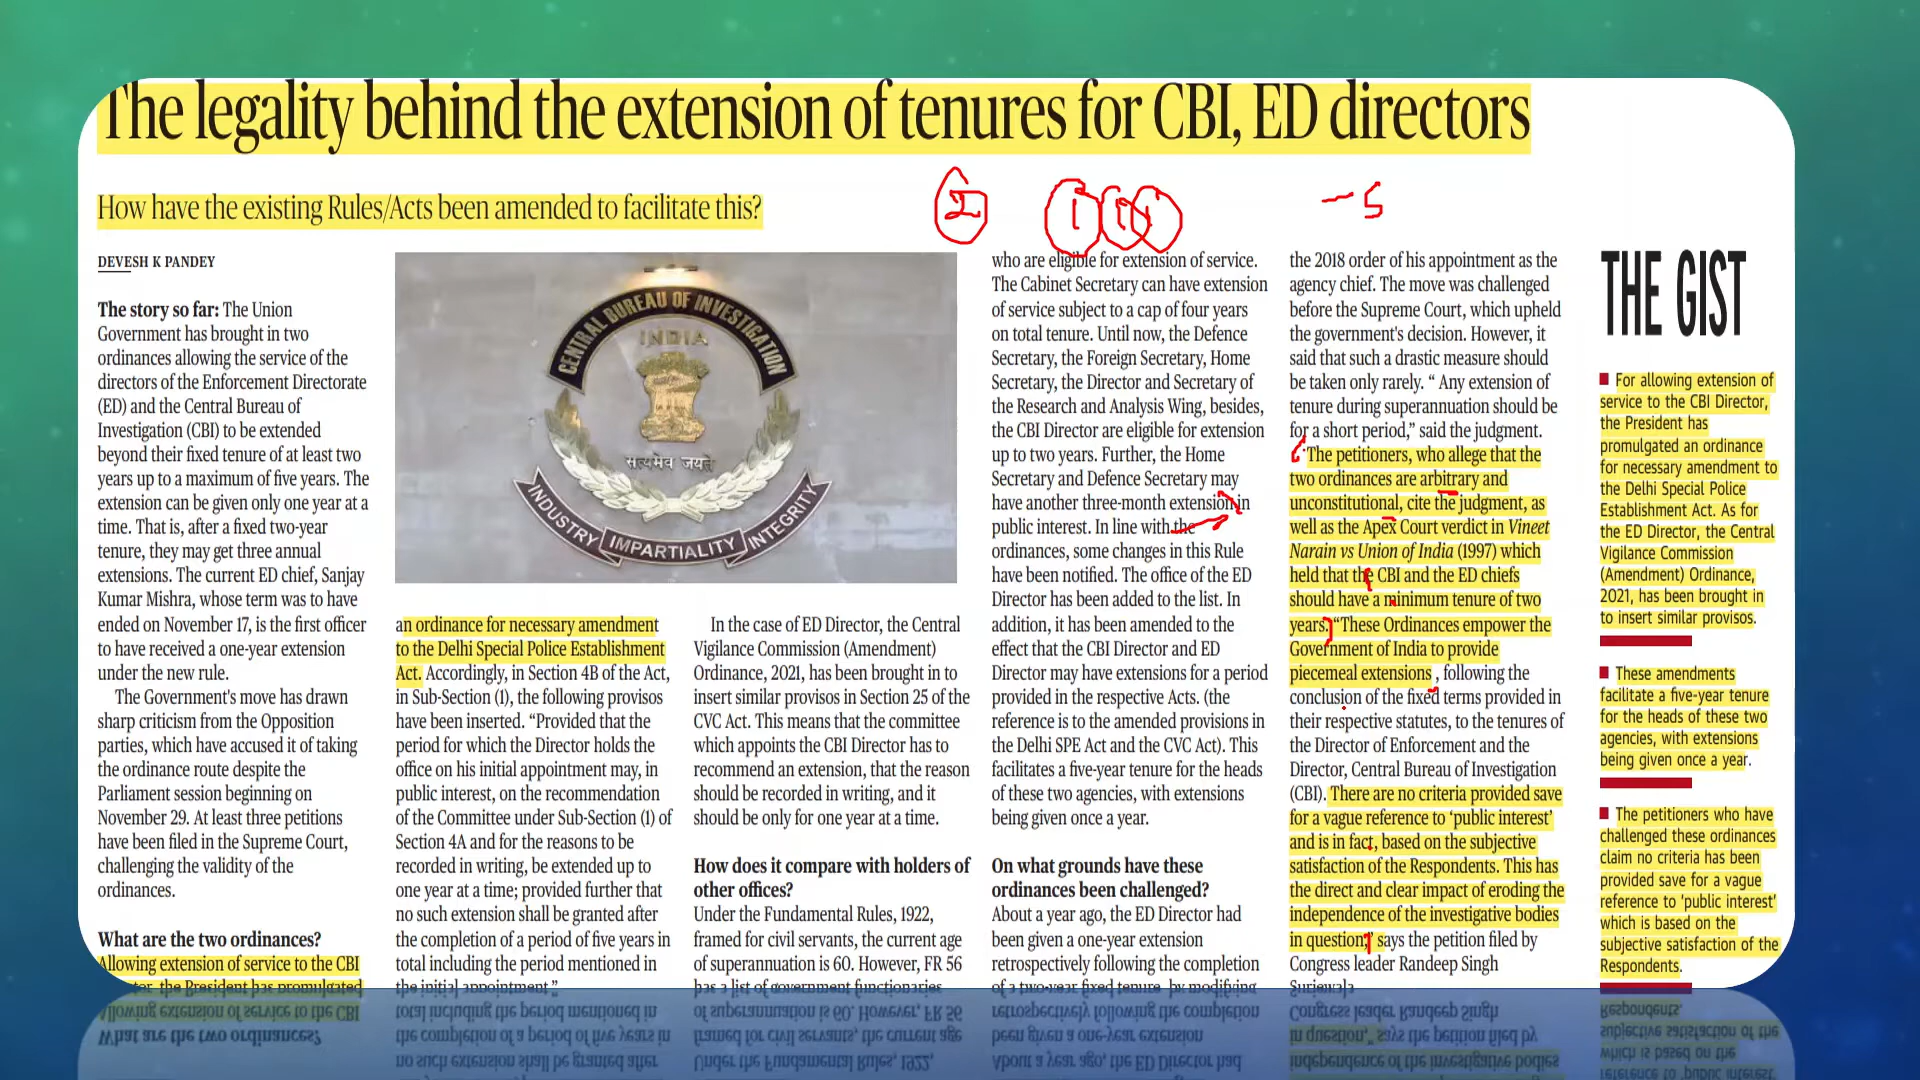 The legality behind the extension of tenures for CBI, ED directors
How have the existing Rules/Acts been amended to facilitate this?
2 1 1 1 – 5
DEVESH K PANDEY
The story so far: The Union
Government has brought in two
ordinances allowing the service of the
directors of the Enforcement Directorate
(ED) and the Central Bureau of
Investigation (CBI) to be extended
beyond their fixed tenure of at least two
years up to a maximum of five years. The
extension can be given only one year at a
time. That is, after a fixed two-year
tenure, they may get three annual
extensions. The current ED chief, Sanjay
Kumar Mishra, whose term was to have
ended on November 17, is the first officer
to have received a one-year extension
under the new rule.
The Government's move has drawn
sharp criticism from the Opposition
parties, which have accused it of taking
the ordinance route despite the
Parliament session beginning on
November 29. At least three petitions
have been filed in the Supreme Court,
challenging the validity of the
ordinances.
What are the two ordinances?
Allowing extension of service to the CBI
the President has promulgated
CENTRAL BUREAU OF INVESTIGATION
INDIA
सत्यमेव जयते
INDUSTRY IMPARTIALITY INTEGRITY
an ordinance for necessary amendment
to the Delhi Special Police Establishment
Act. Accordingly, in Section 4B of the Act,
in Sub-Section (1), the following provisos
have been inserted. “Provided that the
period for which the Director holds the
office on his initial appointment may, in
public interest, on the recommendation
of the Committee under Sub-Section (1) of
Section 4A and for the reasons to be
recorded in writing, be extended up to
one year at a time; provided further that
no such extension shall be granted after
the completion of a period of five years in
total including the period mentioned in
the initial appointment.”
In the case of ED Director, the Central
Vigilance Commission (Amendment)
Ordinance, 2021, has been brought in to
insert similar provisos in Section 25 of the
CVC Act. This means that the committee
which appoints the CBI Director has to
recommend an extension, that the reason
should be recorded in writing, and it
should be only for one year at a time.
How does it compare with holders of
other offices?
Under the Fundamental Rules, 1922,
framed for civil servants, the current age
of superannuation is 60. However, FR 56
has a list of government functionaries
who are eligible for extension of service.
The Cabinet Secretary can have extension
of service subject to a cap of four years
on total tenure. Until now, the Defence
Secretary, the Foreign Secretary, Home
Secretary, the Director and Secretary of
the Research and Analysis Wing, besides,
the CBI Director are eligible for extension
up to two years. Further, the Home
Secretary and Defence Secretary may
have another three-month extension in
public interest. In line with the
ordinances, some changes in this Rule
have been notified. The office of the ED
Director has been added to the list. In
addition, it has been amended to the
effect that the CBI Director and ED
Director may have extensions for a period
provided in the respective Acts. (the
reference is to the amended provisions in
the Delhi SPE Act and the CVC Act). This
facilitates a five-year tenure for the heads
of these two agencies, with extensions
being given once a year.
On what grounds have these
ordinances been challenged?
About a year ago, the ED Director had
been given a one-year extension
retrospectively following the completion
of a two-year fixed tenure, by modifying
the 2018 order of his appointment as the
agency chief. The move was challenged
before the Supreme Court, which upheld
the government's decision. However, it
said that such a drastic measure should
be taken only rarely. “ Any extension of
tenure during superannuation should be
for a short period,” said the judgment.
The petitioners, who allege that the
two ordinances are arbitrary and
unconstitutional, cite the judgment, as
well as the Apex Court verdict in Vineet
Narain vs Union of India (1997) which
held that the CBI and the ED chiefs
should have a minimum tenure of two
years. “These Ordinances empower the
Government of India to provide
piecemeal extensions , following the
conclusion of the fixed terms provided in
their respective statutes, to the tenures of
the Director of Enforcement and the
Director, Central Bureau of Investigation
(CBI). There are no criteria provided save
for a vague reference to ‘public interest’
and is in fact, based on the subjective
satisfaction of the Respondents. This has
the direct and clear impact of eroding the
independence of the investigative bodies
in question,” says the petition filed by
Congress leader Randeep Singh
Surjewala
THE GIST
For allowing extension of
service to the CBI Director,
the President has
promulgated an ordinance
for necessary amendment to
the Delhi Special Police
Establishment Act. As for
the ED Director, the Central
Vigilance Commission
(Amendment) Ordinance,
2021, has been brought in
to insert similar provisos.
These amendments
facilitate a five-year tenure
for the heads of these two
agencies, with extensions
being given once a year.
The petitioners who have
challenged these ordinances
claim no criteria has been
provided save for a vague
reference to ‘public interest’
which is based on the
subjective satisfaction of the
Respondents.